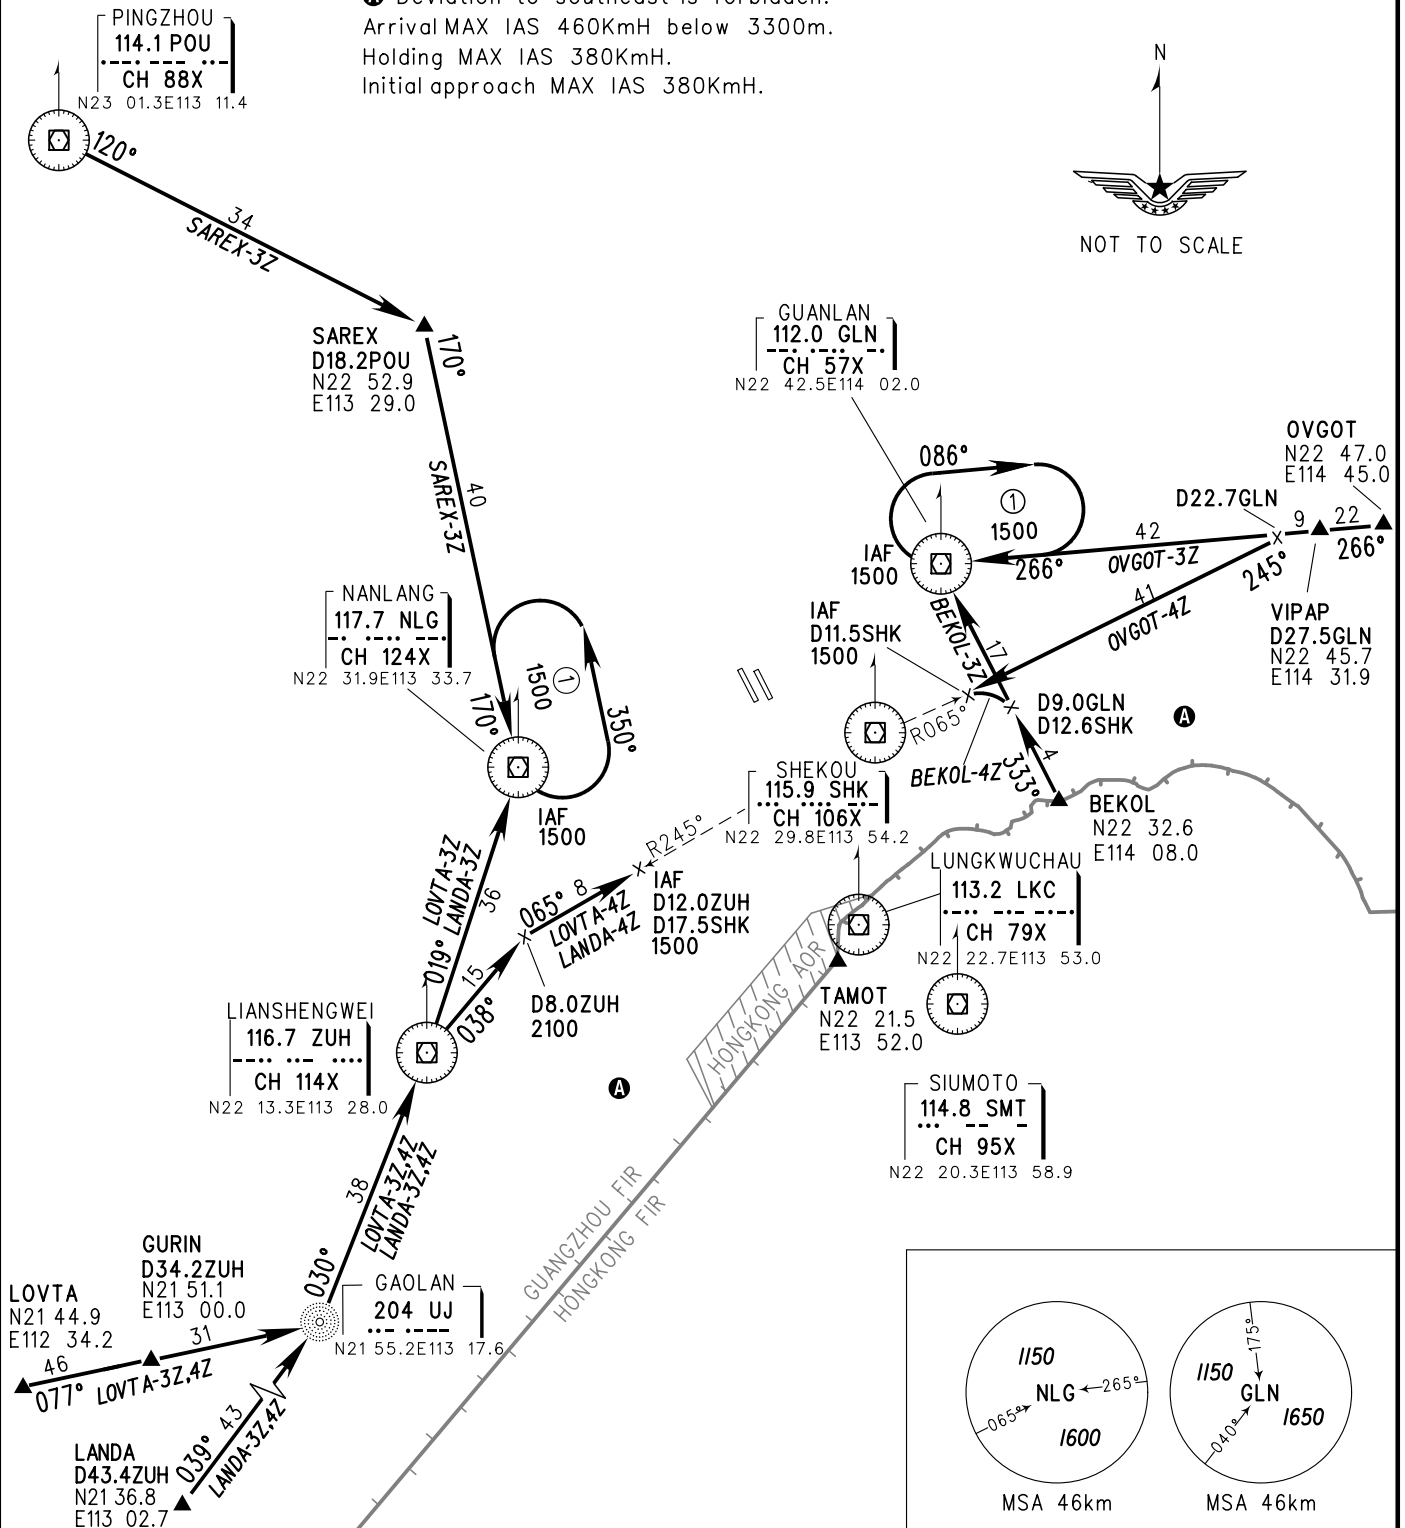 A Deviation to southeast is forbidden.
Arrival MAX IAS 460KmH below 3300m.
Holding MAX IAS 380KmH.
Initial approach MAX IAS 380KmH.
PINGZHOU
114.1 POU
CH 88X
N23 01.3E113 11.4
120°
34
SAREX-3Z
SAREX
D18.2POU
N22 52.9
E113 29.0
170°
40
SAREX-3Z
N
NOT TO SCALE
GUANLAN
112.0 GLN
CH 57X
N22 42.5E114 02.0
086°
1
1500
IAF
1500
266°
42
OVGOT-3Z
D22.7GLN
9
22
266°
OVGOT
N22 47.0
E114 45.0
VIPAP
D27.5GLN
N22 45.7
E114 31.9
245°
41
OVGOT-4Z
NANLANG
117.7 NLG
CH 124X
N22 31.9E113 33.7
170°
1500
1
350°
IAF
1500
IAF
D11.5SHK
1500
BEKOL-3Z
17
R065°
D9.0GLN
D12.6SHK
BEKOL-4Z
333°
4
A
BEKOL
N22 32.6
E114 08.0
SHEKOU
115.9 SHK
CH 106X
N22 29.8E113 54.2
R245°
LOVTA-3Z
LANDA-3Z
36
019°
065°
8
LOVTA-4Z
LANDA-4Z
IAF
D12.0ZUH
D17.5SHK
1500
15
038°
D8.0ZUH
2100
LUNGKWUCHAU
113.2 LKC
CH 79X
N22 22.7E113 53.0
HONGKONG AOR
TAMOT
N22 21.5
E113 52.0
LIANSHENGWEI
116.7 ZUH
CH 114X
N22 13.3E113 28.0
A
SIUMOTO
114.8 SMT
CH 95X
N22 20.3E113 58.9
38
LOVTA-3Z,4Z
LANDA-3Z,4Z
030°
GUANGZHOU FIR
HONGKONG FIR
GURIN
D34.2ZUH
N21 51.1
E113 00.0
LOVTA
N21 44.9
E112 34.2
46
31
077°
LOVTA-3Z,4Z
GAOLAN
204 UJ
N21 55.2E113 17.6
039°
43
LANDA-3Z,4Z
LANDA
D43.4ZUH
N21 36.8
E113 02.7
1150
NLG
265°
065°
1600
MSA 46km
175°
1150
GLN
040°
1650
MSA 46km